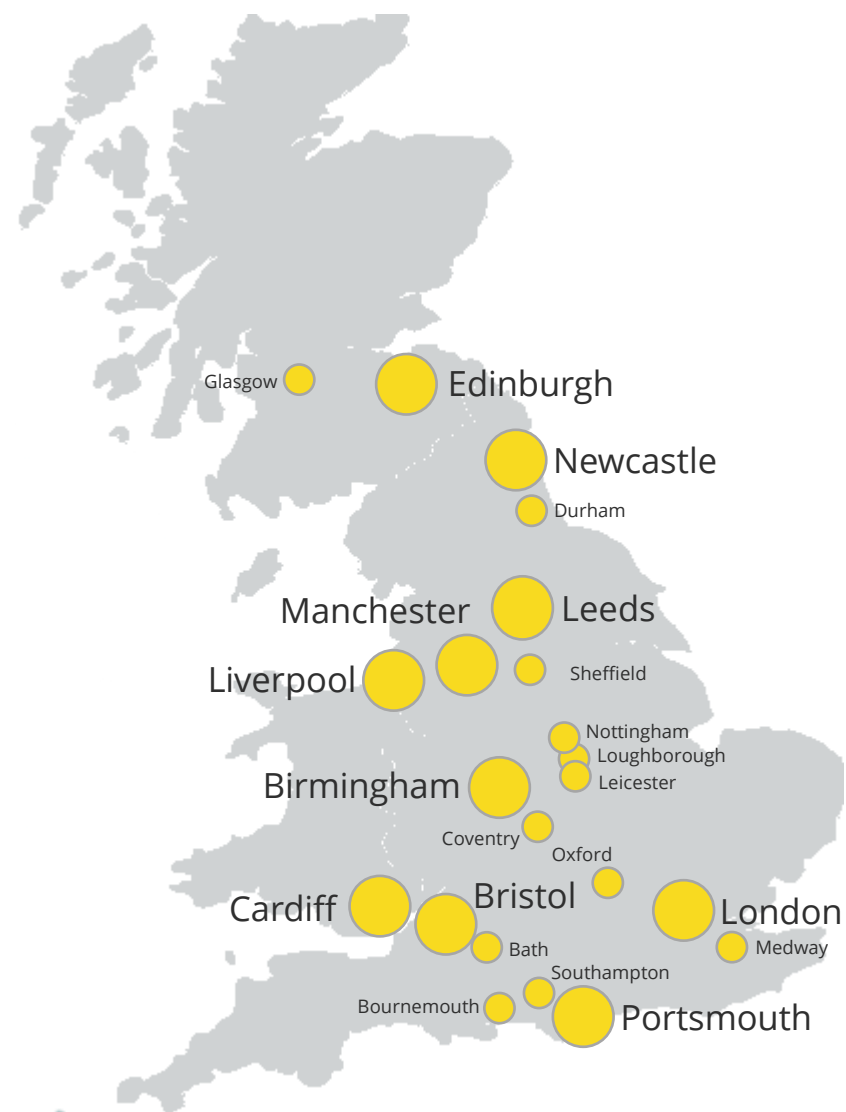 Glasgow
Edinburgh
Newcastle
Durham
Manchester
Leeds
Liverpool
Sheffield
Nottingham
Loughborough
Leicester
Birmingham
Coventry
Oxford
Bristol
Cardiff
London
Bath
Medway
Southampton
Bournemouth
Portsmouth